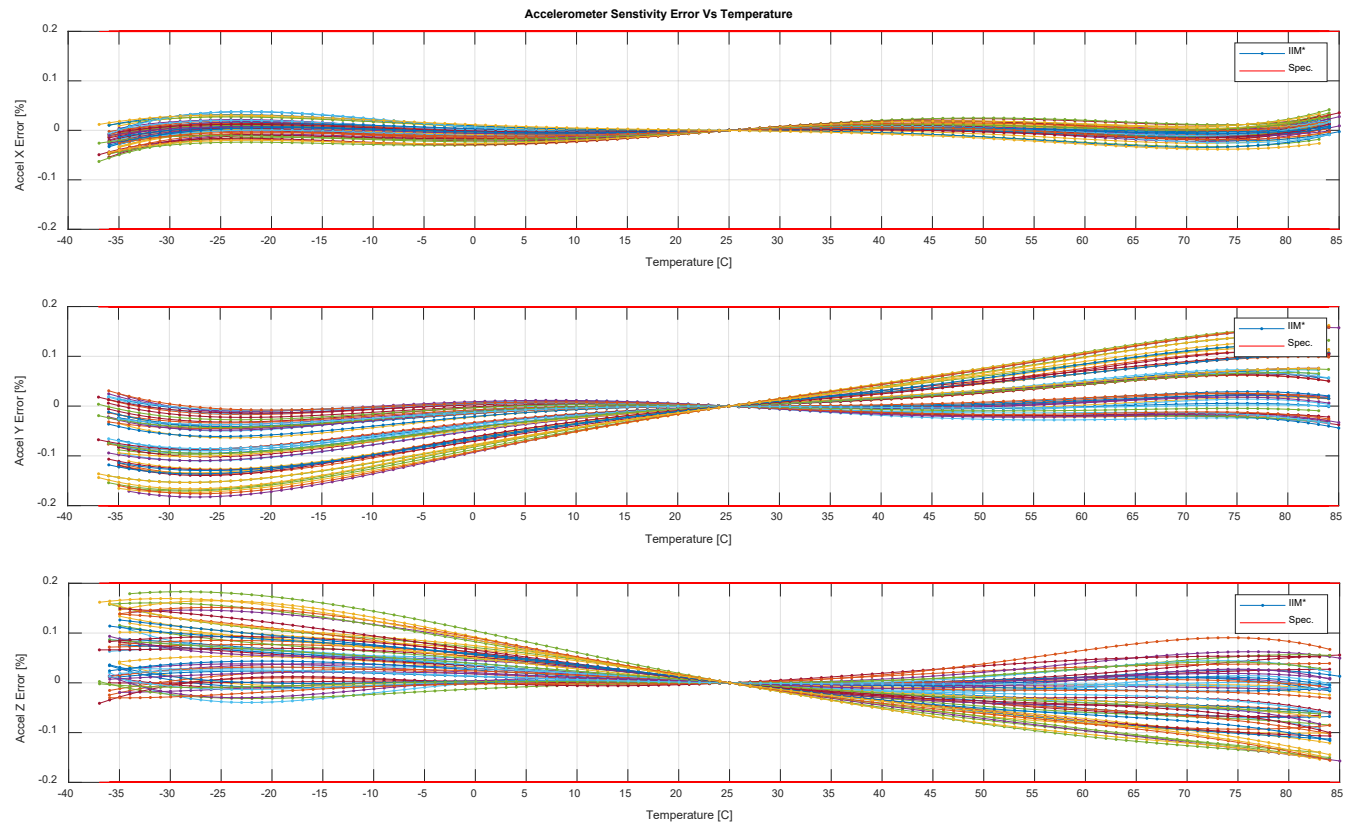 Accelerometer Senstivity Error Vs Temperature
0.2
0.1
0
-0.1
-0.2
Accel X Error [%]
IIM*
Spec.
-40 -35 -30 -25 -20 -15 -10 -5 0 5 10 15 20 25 30 35 40 45 50 55 60 65 70 75 80 85
Temperature [C]
0.2
0.1
0
-0.1
-0.2
Accel Y Error [%]
IIM*
Spec.
-40 -35 -30 -25 -20 -15 -10 -5 0 5 10 15 20 25 30 35 40 45 50 55 60 65 70 75 80 85
Temperature [C]
0.2
0.1
0
-0.1
-0.2
Accel Z Error [%]
IIM*
Spec.
-40 -35 -30 -25 -20 -15 -10 -5 0 5 10 15 20 25 30 35 40 45 50 55 60 65 70 75 80 85
Temperature [C]